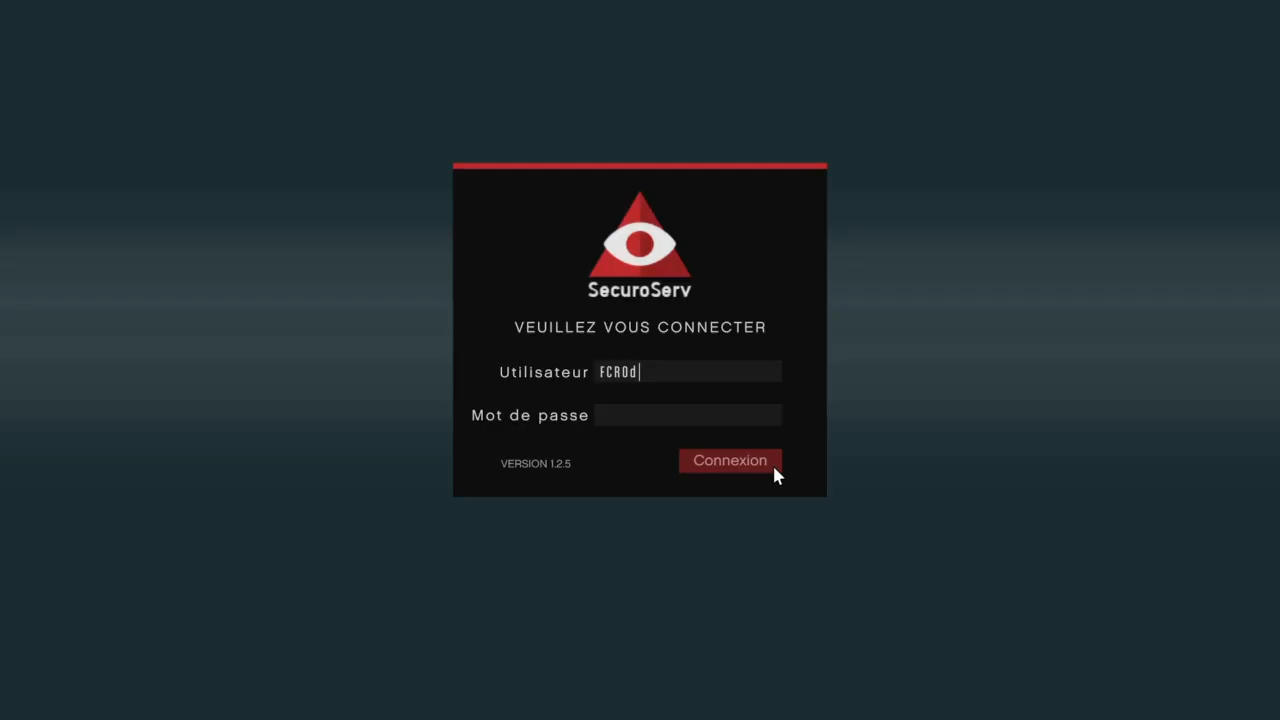 SecuroServ
VEUILLEZ VOUS CONNECTER
Utilisateur FCR0d
Mot de passe
VERSION 1.2.5 Connexion